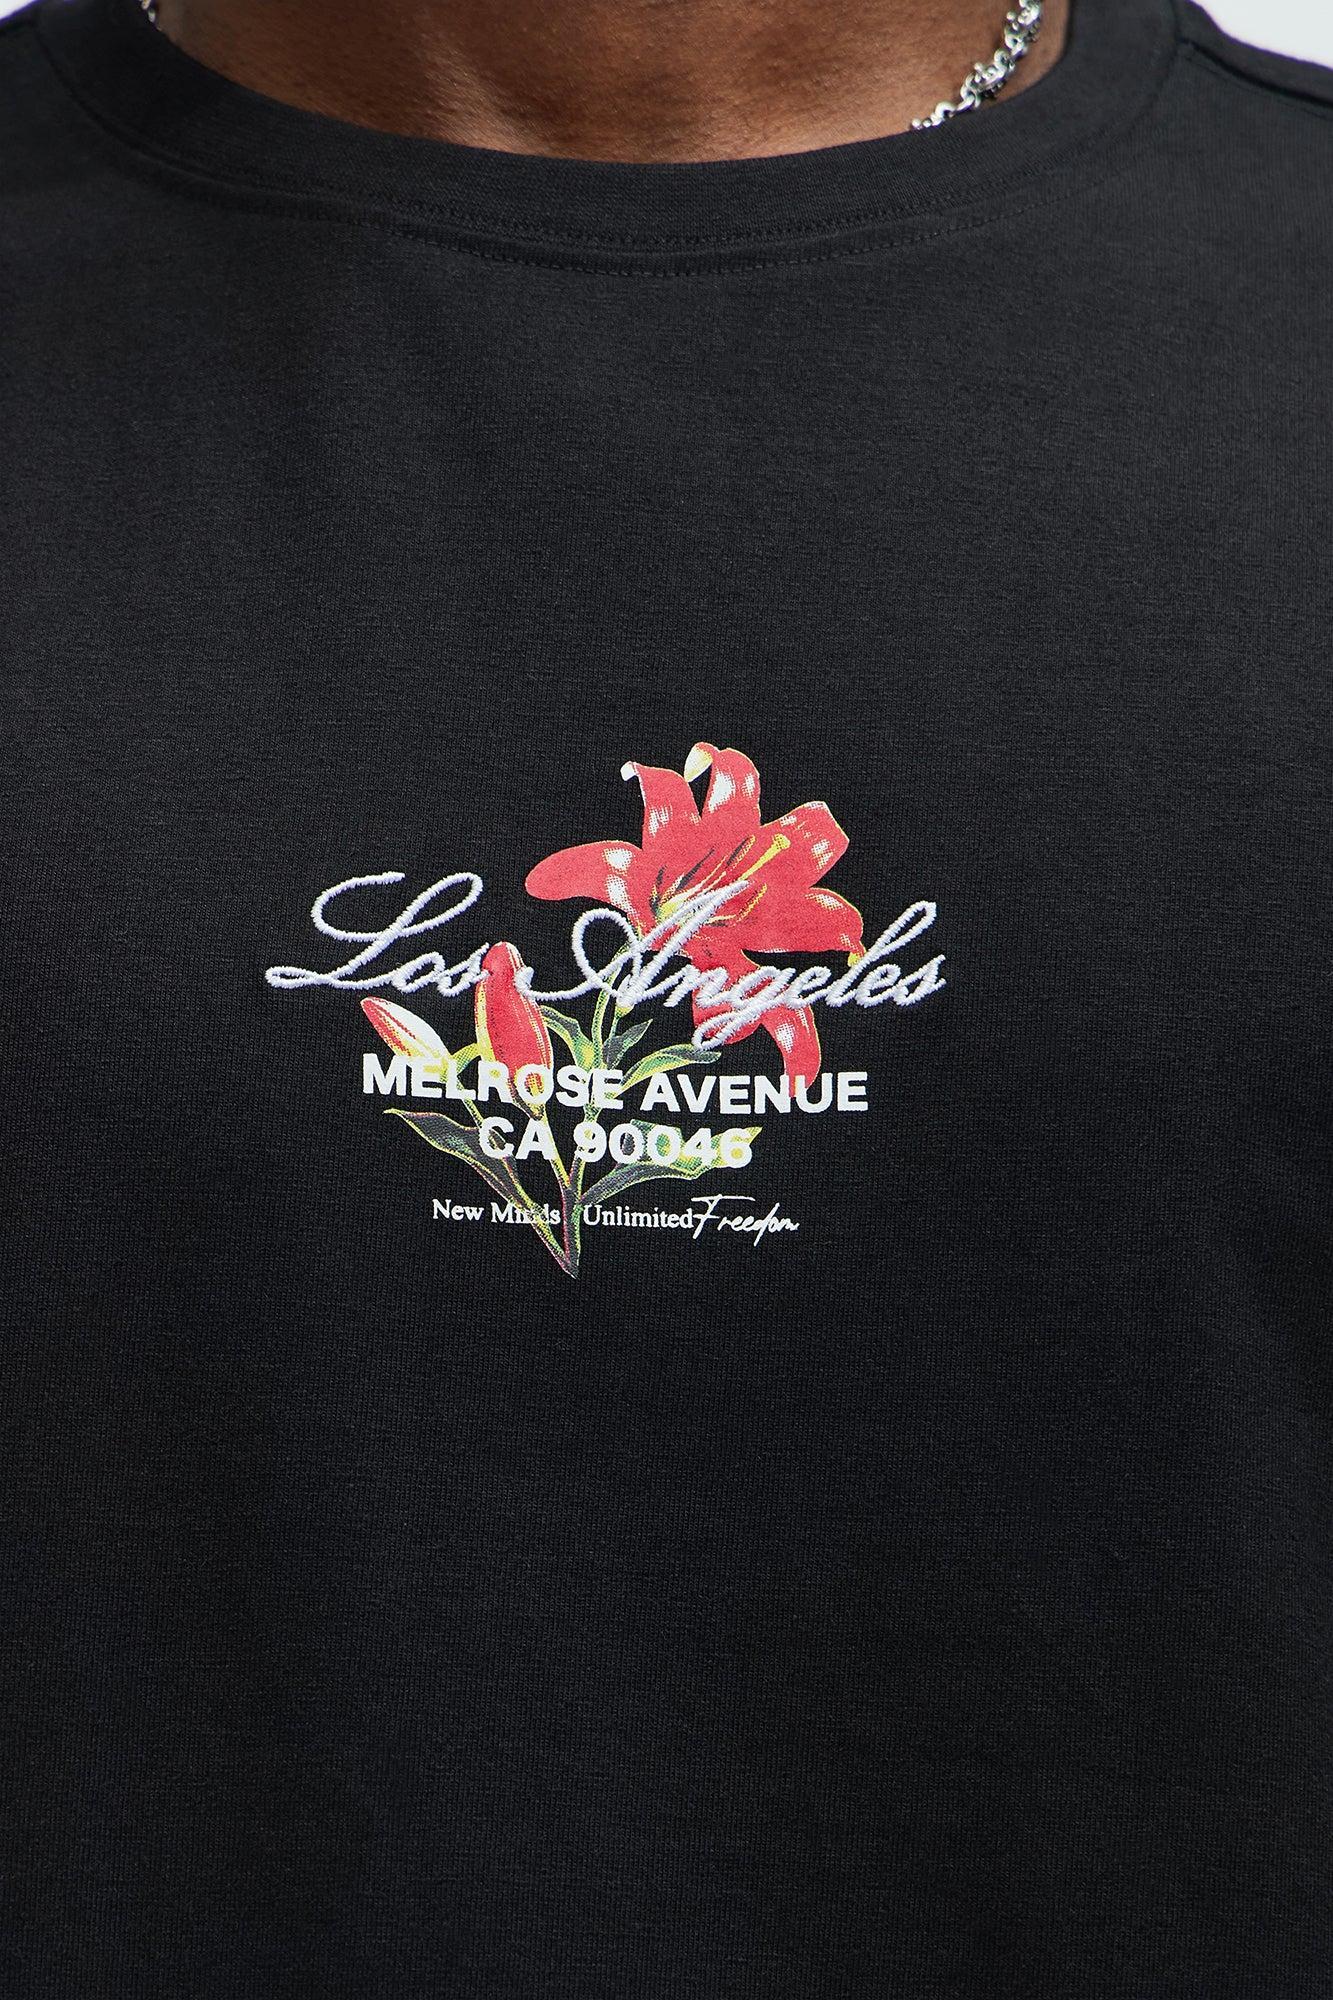 Los Angeles
MELROSE AVENUE
CA 90046
New Minds Unlimited Freedom